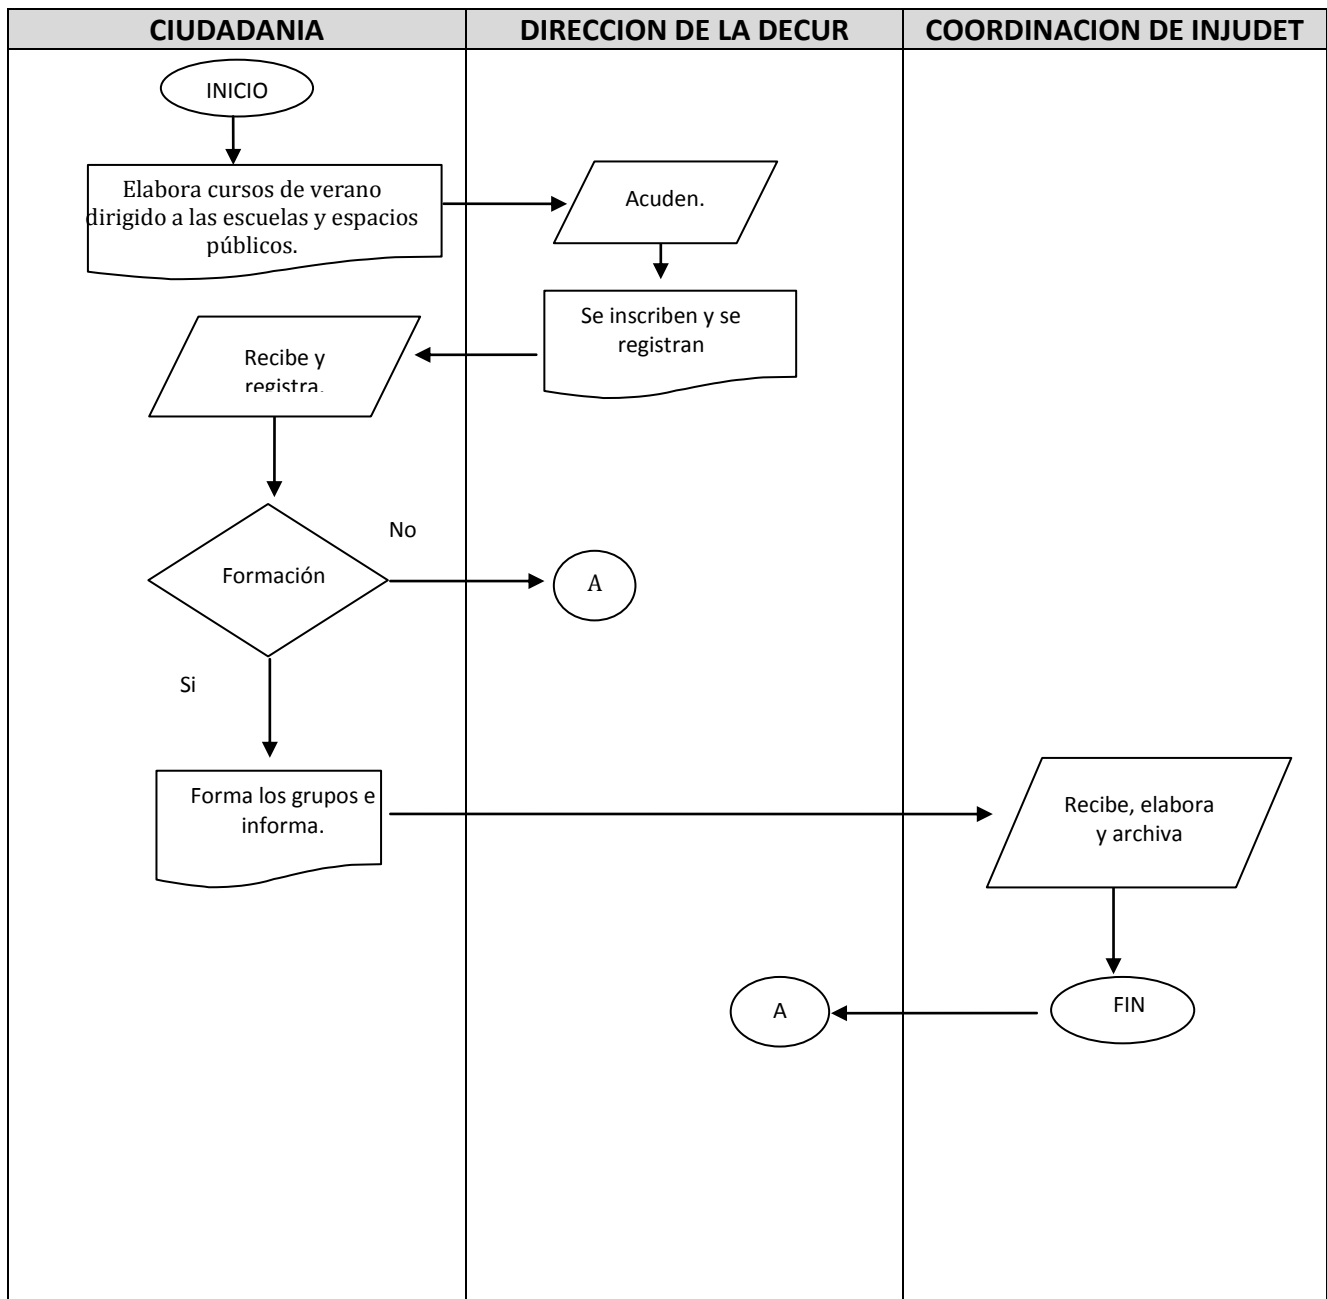 CIUDADANIA
DIRECCION DE LA DECUR
COORDINACION DE INJUDET
INICIO
Elabora cursos de verano
dirigido a las escuelas y espacios
públicos.
Acuden.
Se inscriben y se
registran
Recibe y
registra.
No
Formación
A
Si
Forma los grupos e
informa.
Recibe, elabora
y archiva
A
FIN